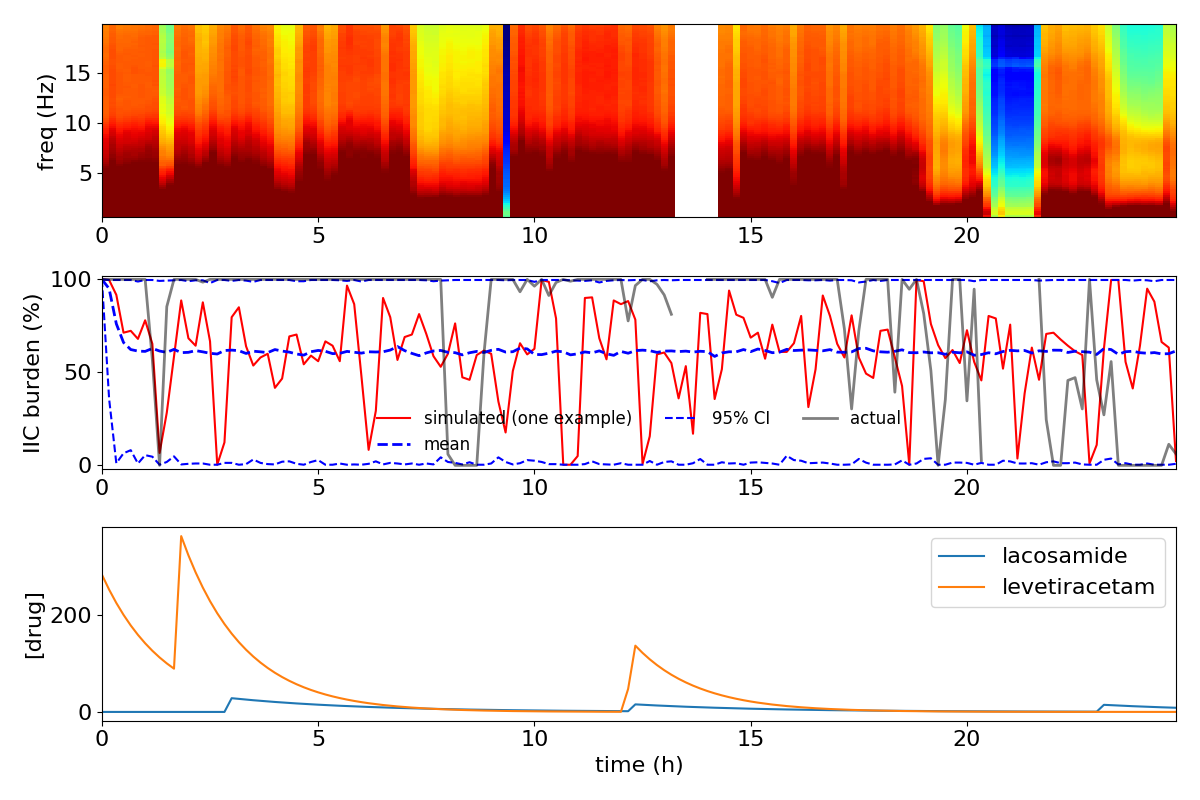 freq (Hz)
15
10
5
0 5 10 15 20
IIC burden (%)
100
50
0
simulated (one example) 95% CI actual
mean
0 5 10 15 20
[drug]
200
0
lacosamide
levetiracetam
0 5 10 15 20
time (h)